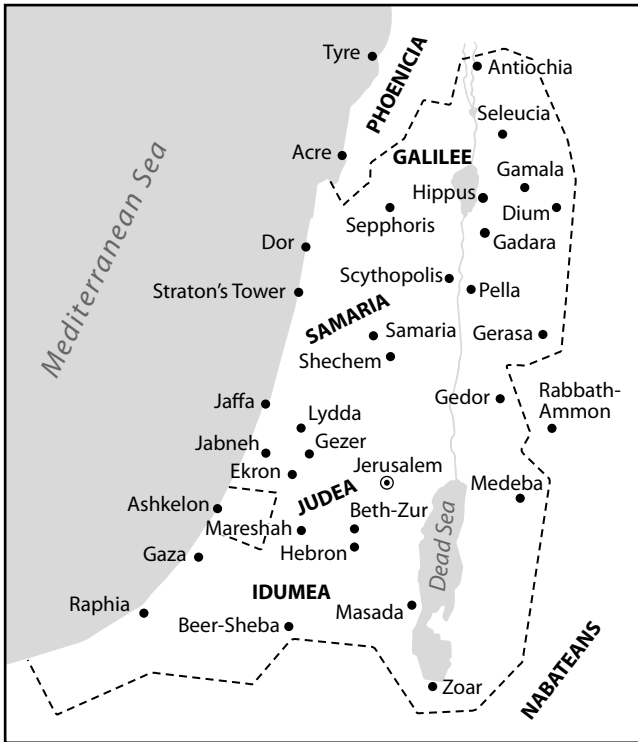 Tyre
PHOENICIA
Antiochia
Seleucia
Acre
GALILEE
Gamala
Hippus
Dium
Sepphoris
Gadara
Dor
Mediterranean Sea
Scythopolis
Straton's Tower
Pella
SAMARIA
Samaria
Gerasa
Shechem
Jaffa
Gedor
Rabbath-
Ammon
Lydda
Jabneh
Gezer
Ekron
Jerusalem
JUDEA
Medeba
Ashkelon
Beth-Zur
Mareshah
Hebron
Dead Sea
Gaza
IDUMEA
Raphia
Masada
Beer-Sheba
NABATEANS
Zoar